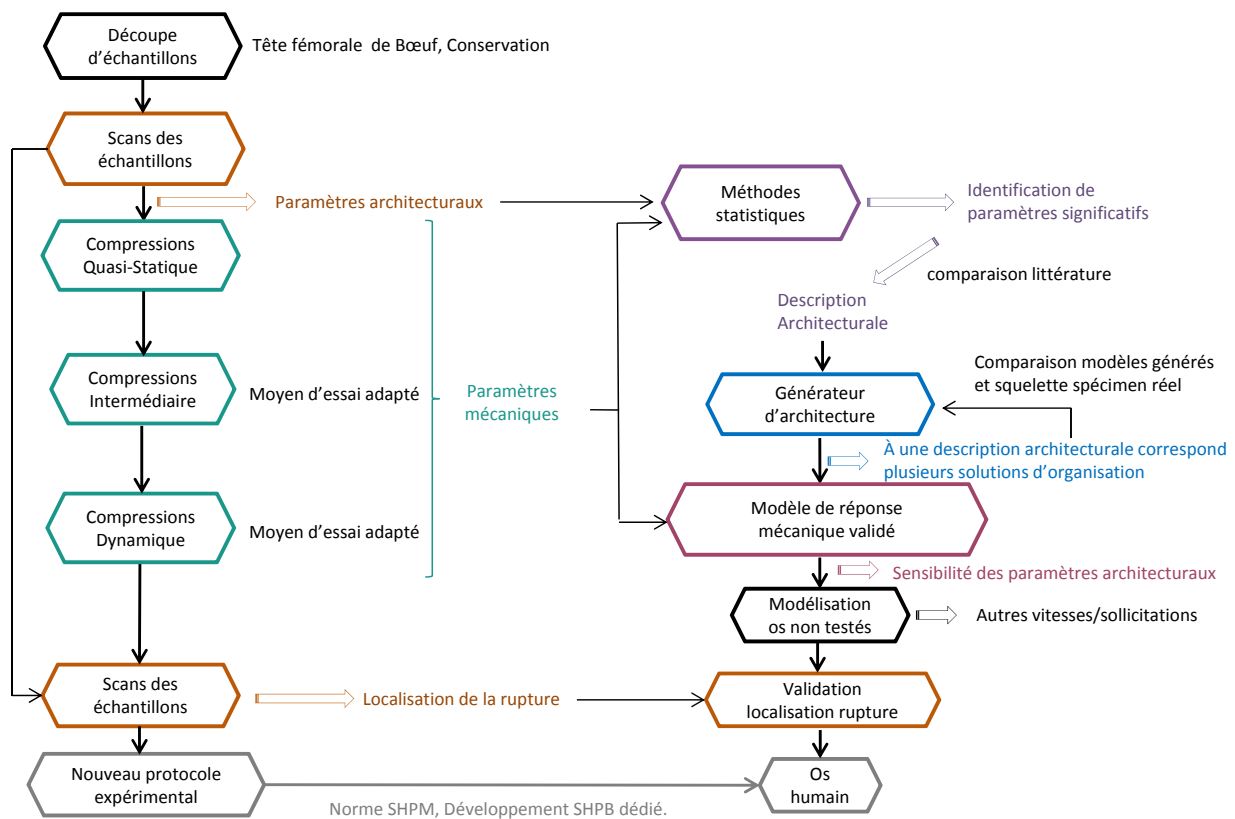 Découpe
d'échantillons
Tête fémorale de Bœuf, Conservation
Scans des
échantillons
Paramètres architecturaux
Compressions
Quasi-Statique
Compressions
Intermédiaire
Moyen d'essai adapté
Compressions
Dynamique
Moyen d'essai adapté
Paramètres
mécaniques
Scans des
échantillons
Localisation de la rupture
Nouveau protocole
expérimental
Norme SHPM, Développement SHPB dédié.
Méthodes
statistiques
Identification de
paramètres significatifs
comparaison littérature
Description
Architecturale
Comparaison modèles générés
et squelette spécimen réel
Générateur
d'architecture
À une description architecturale correspond
plusieurs solutions d'organisation
Modèle de réponse
mécanique validé
Sensibilité des paramètres architecturaux
Modélisation
os non testés
Autres vitesses/sollicitations
Validation
localisation rupture
Os
humain